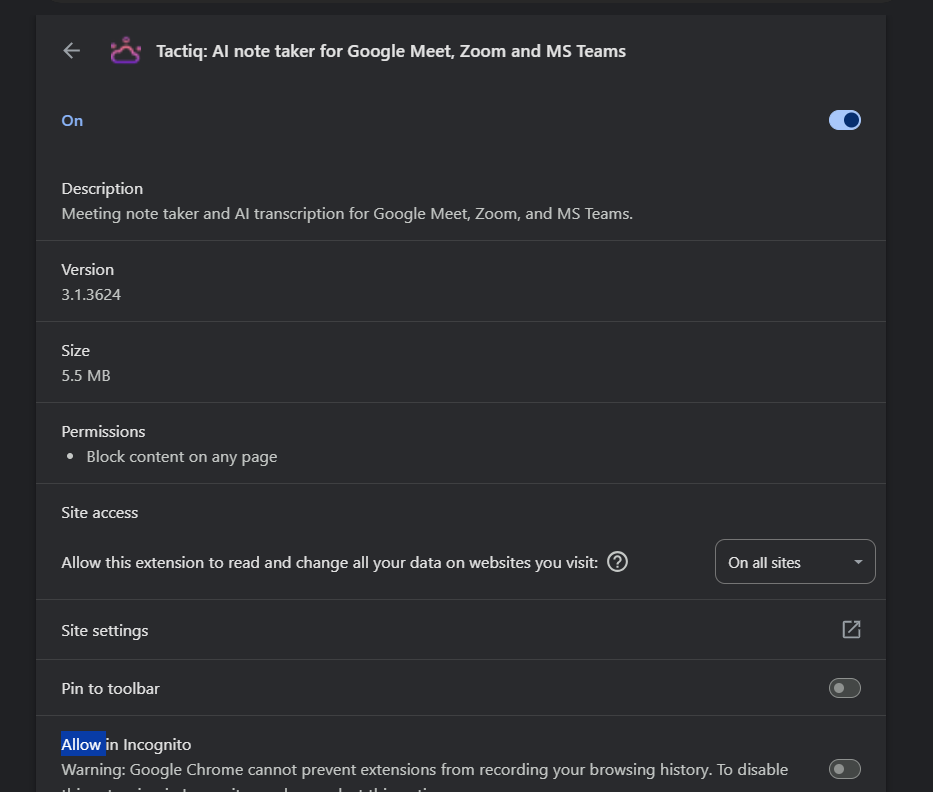 Tactiq: AI note taker for Google Meet, Zoom and MS Teams
On
Description
Meeting note taker and AI transcription for Google Meet, Zoom, and MS Teams.
Version
3.1.3624
Size
5.5 MB
Permissions
• Block content on any page
Site access
Allow this extension to read and change all your data on websites you visit:
On all sites
Site settings
Pin to toolbar
Allow in Incognito
Warning: Google Chrome cannot prevent extensions from recording your browsing history. To disable